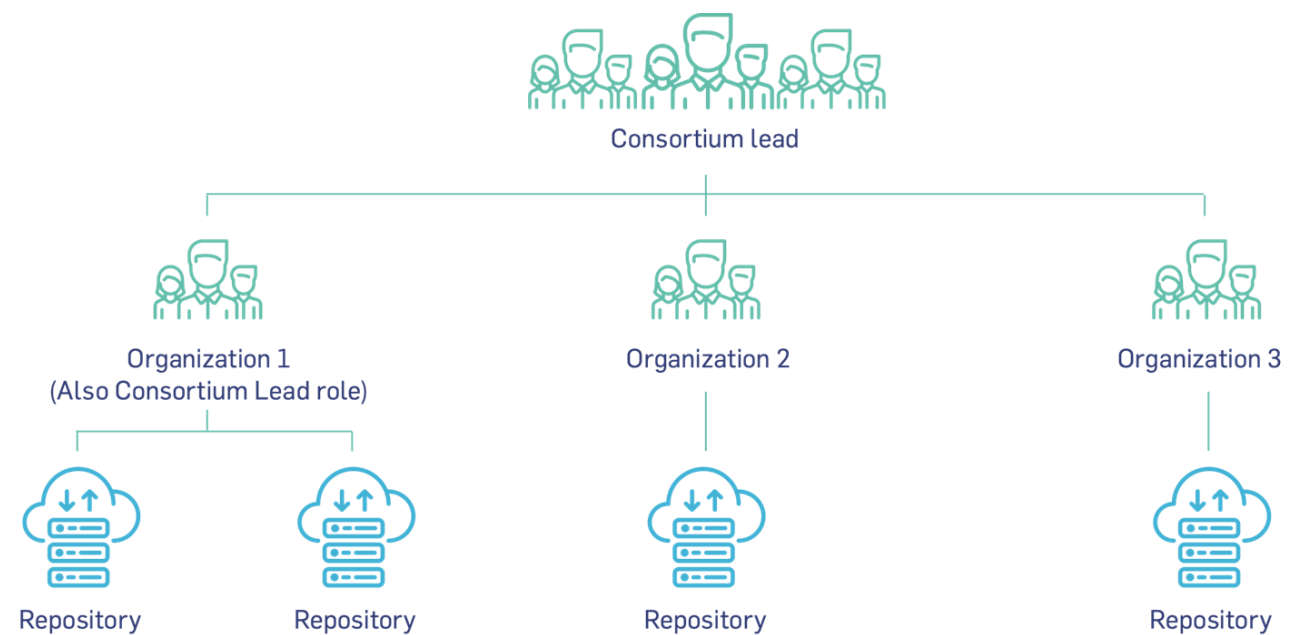 Consortium lead
Organization 1
(Also Consortium Lead role)
Organization 2
Organization 3
Repository
Repository
Repository
Repository